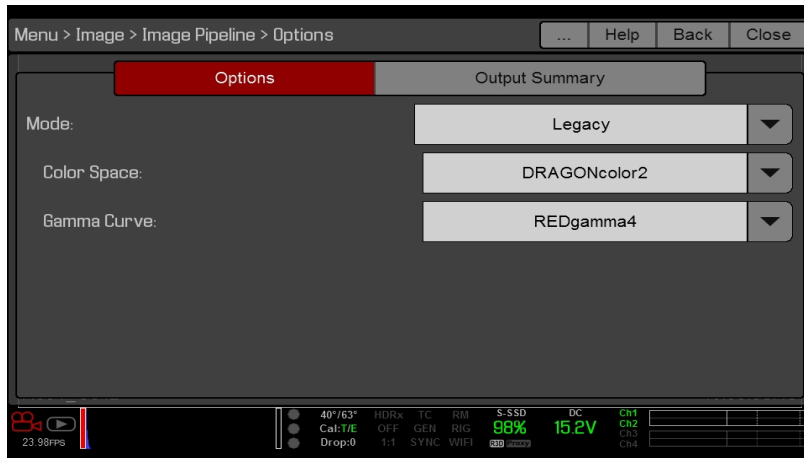 Menu > Image > Image Pipeline > Options ... Help Back Close
Options Output Summary
Mode: Legacy
Color Space: DRAGONcolor2
Gamma Curve: REDgamma4
40°/63° HDRx TC RM S-SSD DC Ch1
Cal:T/E OFF GEN RIG 98% 15.2V Ch2
23.98FPS Drop:0 1:1 SYNC WIFI R3D Proxy Ch3
Ch4